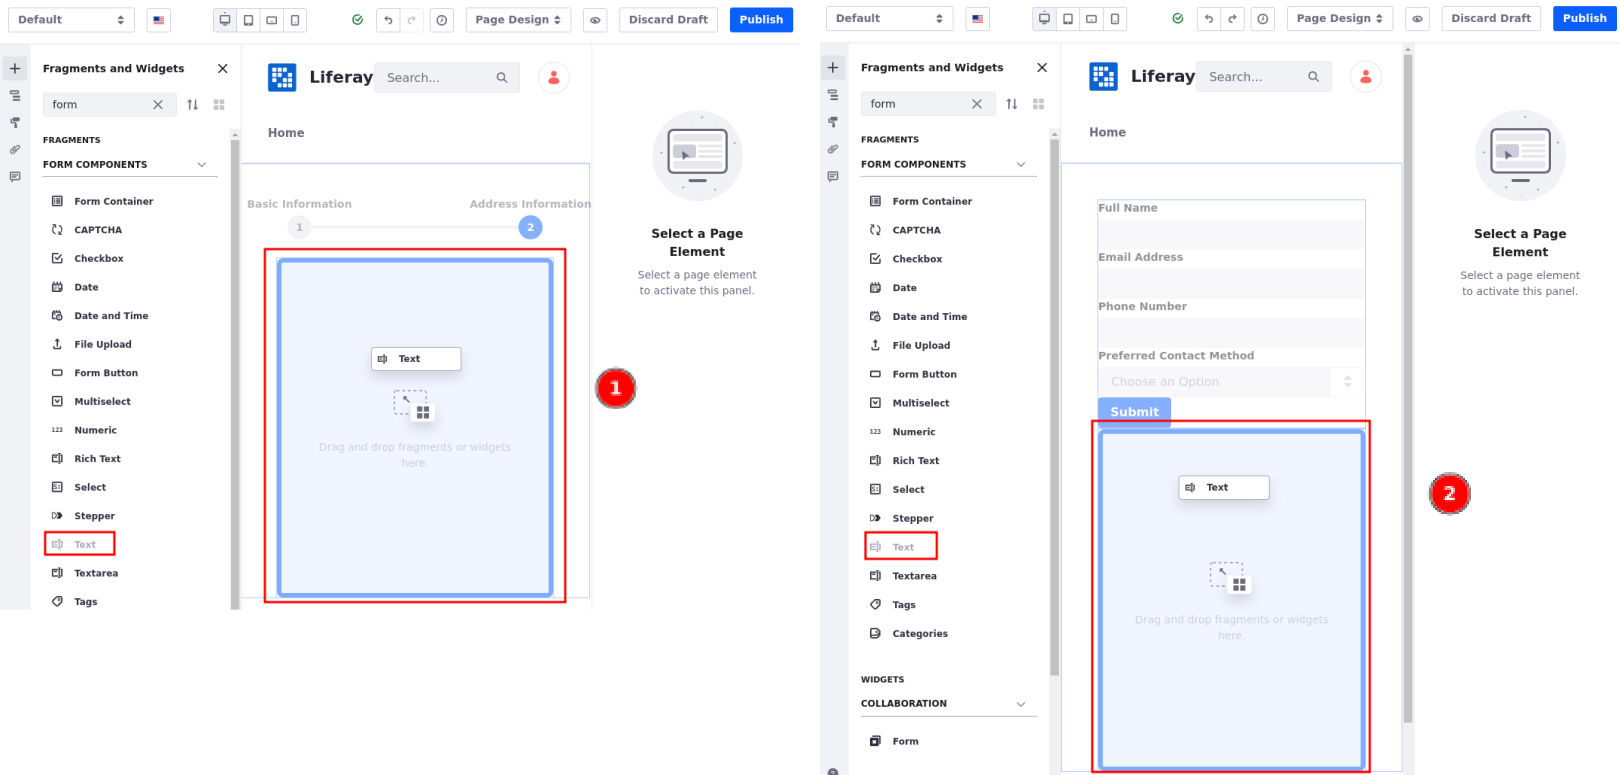 Default
Page Design
Discard Draft
Publish
Fragments and Widgets
form
FRAGMENTS
FORM COMPONENTS
Form Container
CAPTCHA
Checkbox
Date
Date and Time
File Upload
Form Button
Multiselect
123 Numeric
Rich Text
Select
Stepper
Text
Textarea
Tags
Liferay
Search...
Home
Basic Information
Address Information
1
2
Text
Drag and drop fragments or widgets
here.
Select a Page
Element
Select a page element
to activate this panel.
1
Default
Page Design
Discard Draft
Publish
Fragments and Widgets
form
FRAGMENTS
FORM COMPONENTS
Form Container
CAPTCHA
Checkbox
Date
Date and Time
File Upload
Form Button
Multiselect
123 Numeric
Rich Text
Select
Stepper
Text
Textarea
Tags
Categories
WIDGETS
COLLABORATION
Form
Liferay
Search...
Home
Full Name
Email Address
Phone Number
Preferred Contact Method
Choose an Option
Submit
Text
Drag and drop fragments or widgets
here.
Select a Page
Element
Select a page element
to activate this panel.
2